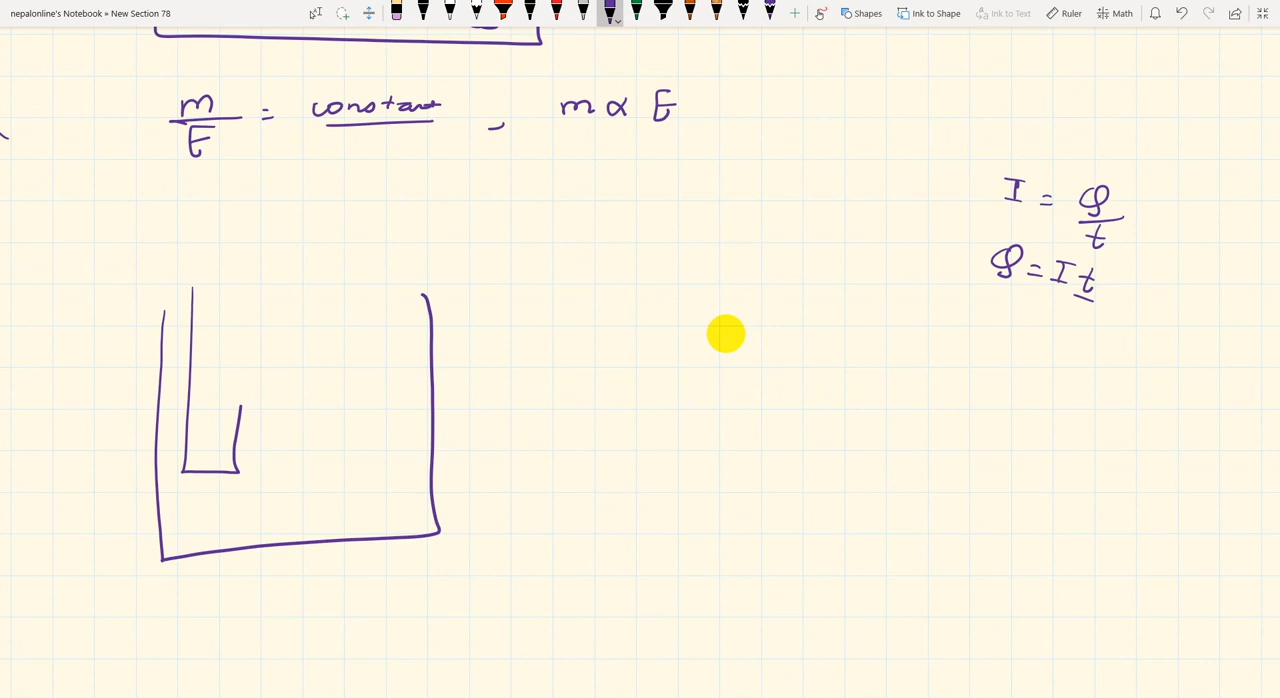 nepalonline's Notebook » New Section 78
Shapes Ink to Shape Ink to Text Ruler Math
m/E = constant, m ∝ E
I = Q/t
Q = It